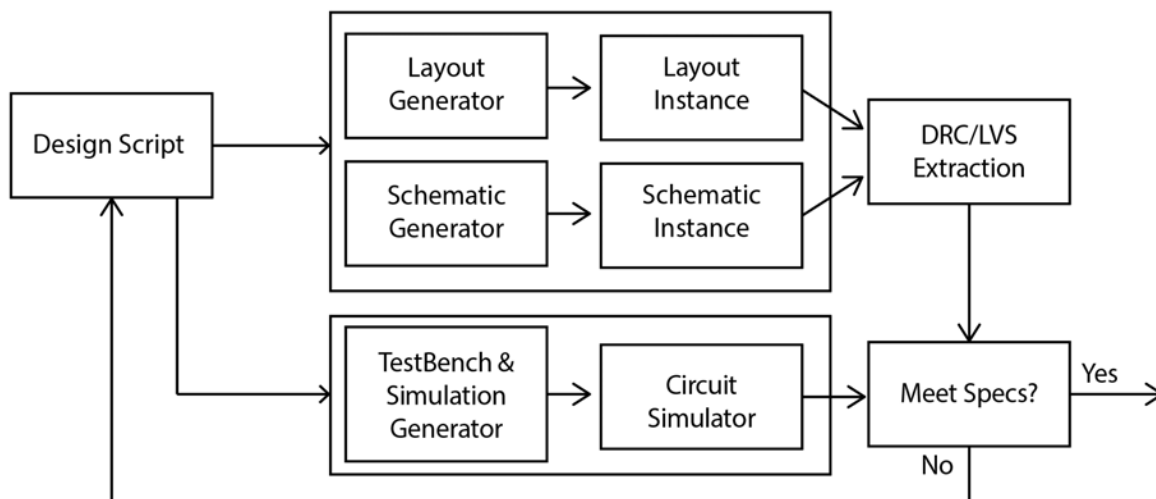 Design Script
Layout
Generator
Layout
Instance
Schematic
Generator
Schematic
Instance
DRC/LVS
Extraction
TestBench &
Simulation
Generator
Circuit
Simulator
Meet Specs?
Yes
No